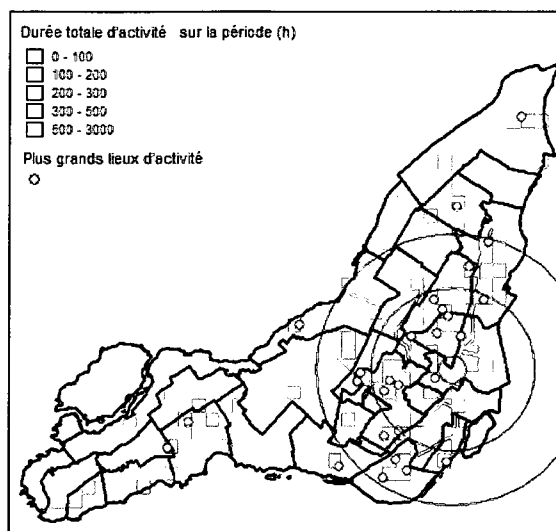 Durée totale d'activité sur la période (h)
0 - 100
100 - 200
200 - 300
300 - 500
500 - 3000
Plus grands lieux d'activité